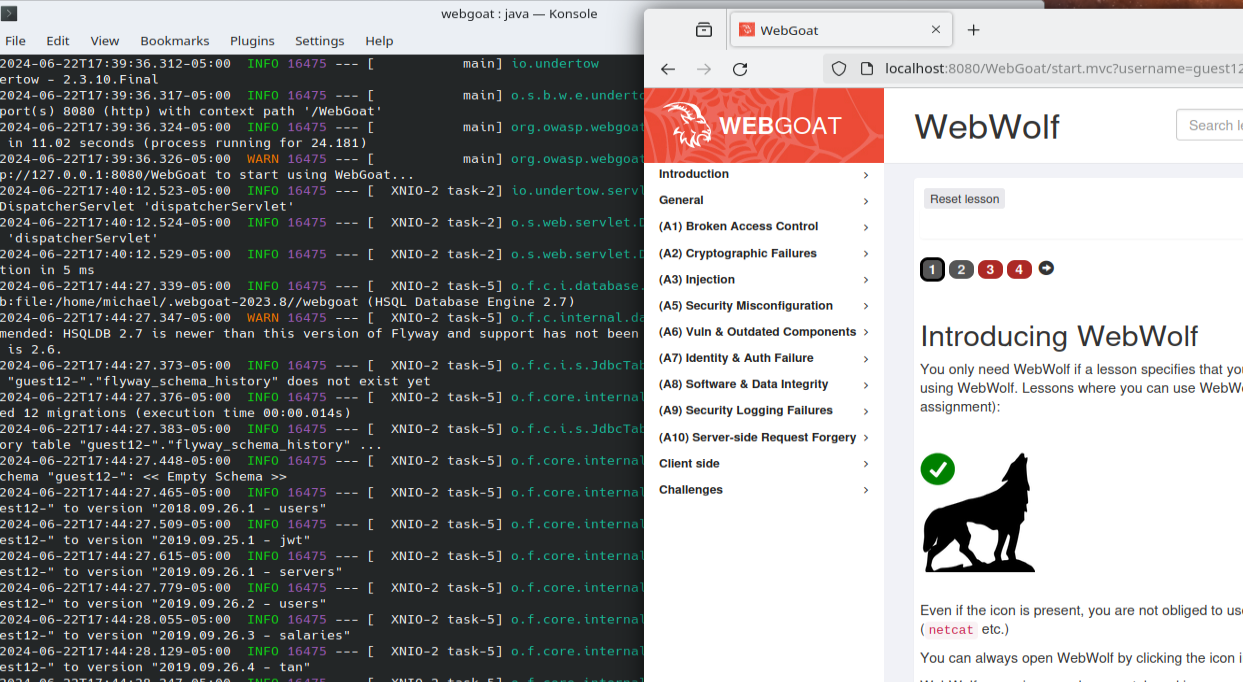 webgoat : java — Konsole
File Edit View Bookmarks Plugins Settings Help
2024-06-22T17:39:36.312-05:00  INFO 16475 --- [           main] io.undertow
ertow - 2.3.10.Final
2024-06-22T17:39:36.317-05:00  INFO 16475 --- [           main] o.s.b.w.e.underto
port(s) 8080 (http) with context path '/WebGoat'
2024-06-22T17:39:36.324-05:00  INFO 16475 --- [           main] org.owasp.webgoat
in 11.02 seconds (process running for 24.181)
2024-06-22T17:39:36.326-05:00  WARN 16475 --- [           main] org.owasp.webgoat
p://127.0.0.1:8080/WebGoat to start using WebGoat...
2024-06-22T17:40:12.523-05:00  INFO 16475 --- [  XNIO-2 task-2] io.undertow.servl
DispatcherServlet 'dispatcherServlet'
2024-06-22T17:40:12.524-05:00  INFO 16475 --- [  XNIO-2 task-2] o.s.web.servlet.D
'dispatcherServlet'
2024-06-22T17:40:12.529-05:00  INFO 16475 --- [  XNIO-2 task-2] o.s.web.servlet.D
tion in 5 ms
2024-06-22T17:44:27.339-05:00  INFO 16475 --- [  XNIO-2 task-5] o.f.c.i.database.
b:file:/home/michael/.webgoat-2023.8//webgoat (HSQL Database Engine 2.7)
2024-06-22T17:44:27.347-05:00  WARN 16475 --- [  XNIO-2 task-5] o.f.c.internal.da
mended: HSQLDB 2.7 is newer than this version of Flyway and support has not been
is 2.6.
2024-06-22T17:44:27.373-05:00  INFO 16475 --- [  XNIO-2 task-5] o.f.c.i.s.JdbcTab
"guest12-"."flyway_schema_history" does not exist yet
2024-06-22T17:44:27.376-05:00  INFO 16475 --- [  XNIO-2 task-5] o.f.core.internal
ed 12 migrations (execution time 00:00.014s)
2024-06-22T17:44:27.383-05:00  INFO 16475 --- [  XNIO-2 task-5] o.f.c.i.s.JdbcTab
ory table "guest12-"."flyway_schema_history" ...
2024-06-22T17:44:27.448-05:00  INFO 16475 --- [  XNIO-2 task-5] o.f.core.internal
chema "guest12-": << Empty Schema >>
2024-06-22T17:44:27.465-05:00  INFO 16475 --- [  XNIO-2 task-5] o.f.core.internal
est12-" to version "2018.09.26.1 - users"
2024-06-22T17:44:27.509-05:00  INFO 16475 --- [  XNIO-2 task-5] o.f.core.internal
est12-" to version "2019.09.25.1 - jwt"
2024-06-22T17:44:27.615-05:00  INFO 16475 --- [  XNIO-2 task-5] o.f.core.internal
est12-" to version "2019.09.26.1 - servers"
2024-06-22T17:44:27.779-05:00  INFO 16475 --- [  XNIO-2 task-5] o.f.core.internal
est12-" to version "2019.09.26.2 - users"
2024-06-22T17:44:28.055-05:00  INFO 16475 --- [  XNIO-2 task-5] o.f.core.internal
est12-" to version "2019.09.26.3 - salaries"
2024-06-22T17:44:28.129-05:00  INFO 16475 --- [  XNIO-2 task-5] o.f.core.internal
est12-" to version "2019.09.26.4 - tan"
WebGoat
localhost:8080/WebGoat/start.mvc?username=guest12
WEBGOAT
Introduction
General
(A1) Broken Access Control
(A2) Cryptographic Failures
(A3) Injection
(A5) Security Misconfiguration
(A6) Vuln & Outdated Components
(A7) Identity & Auth Failure
(A8) Software & Data Integrity
(A9) Security Logging Failures
(A10) Server-side Request Forgery
Client side
Challenges
WebWolf
Search le
Reset lesson
1 2 3 4
Introducing WebWolf
You only need WebWolf if a lesson specifies that you
using WebWolf. Lessons where you can use WebWo
assignment):
Even if the icon is present, you are not obliged to us
( netcat etc.)
You can always open WebWolf by clicking the icon i